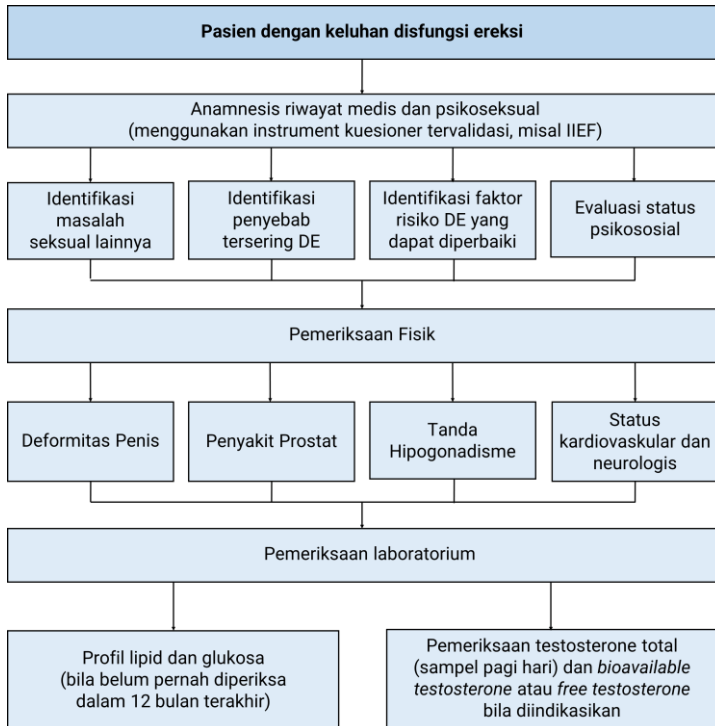 Pasien dengan keluhan disfungsi ereksi
Anamnesis riwayat medis dan psikoseksual
(menggunakan instrument kuesioner tervalidasi, misal IIEF)
Identifikasi
masalah
seksual lainnya
Identifikasi
penyebab
tersering DE
Identifikasi faktor
risiko DE yang
dapat diperbaiki
Evaluasi status
psikososial
Pemeriksaan Fisik
Deformitas Penis
Penyakit Prostat
Tanda
Hipogonadisme
Status
kardiovaskular dan
neurologis
Pemeriksaan laboratorium
Profil lipid dan glukosa
(bila belum pernah diperiksa
dalam 12 bulan terakhir)
Pemeriksaan testosterone total
(sampel pagi hari) dan bioavailable
testosterone atau free testosterone
bila diindikasikan